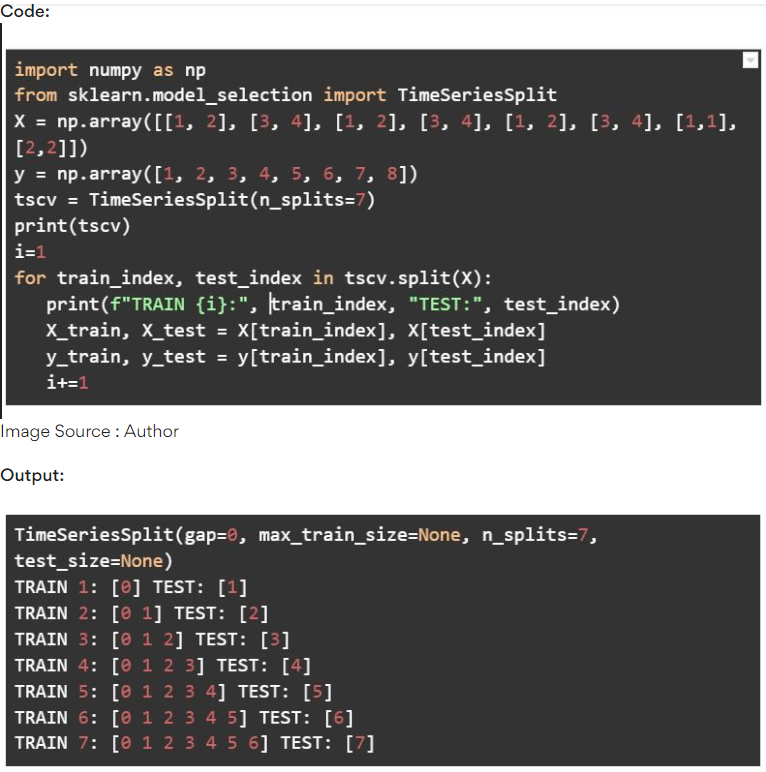 Code:
import numpy as np
from sklearn.model_selection import TimeSeriesSplit
X = np.array([[1, 2], [3, 4], [1, 2], [3, 4], [1, 2], [3, 4], [1,1],
[2,2]])
y = np.array([1, 2, 3, 4, 5, 6, 7, 8])
tscv = TimeSeriesSplit(n_splits=7)
print(tscv)
i=1
for train_index, test_index in tscv.split(X):
print(f"TRAIN {i}:", train_index, "TEST:", test_index)
X_train, X_test = X[train_index], X[test_index]
y_train, y_test = y[train_index], y[test_index]
i+=1
Image Source : Author
Output:
TimeSeriesSplit(gap=0, max_train_size=None, n_splits=7,
test_size=None)
TRAIN 1: [0] TEST: [1]
TRAIN 2: [0 1] TEST: [2]
TRAIN 3: [0 1 2] TEST: [3]
TRAIN 4: [0 1 2 3] TEST: [4]
TRAIN 5: [0 1 2 3 4] TEST: [5]
TRAIN 6: [0 1 2 3 4 5] TEST: [6]
TRAIN 7: [0 1 2 3 4 5 6] TEST: [7]